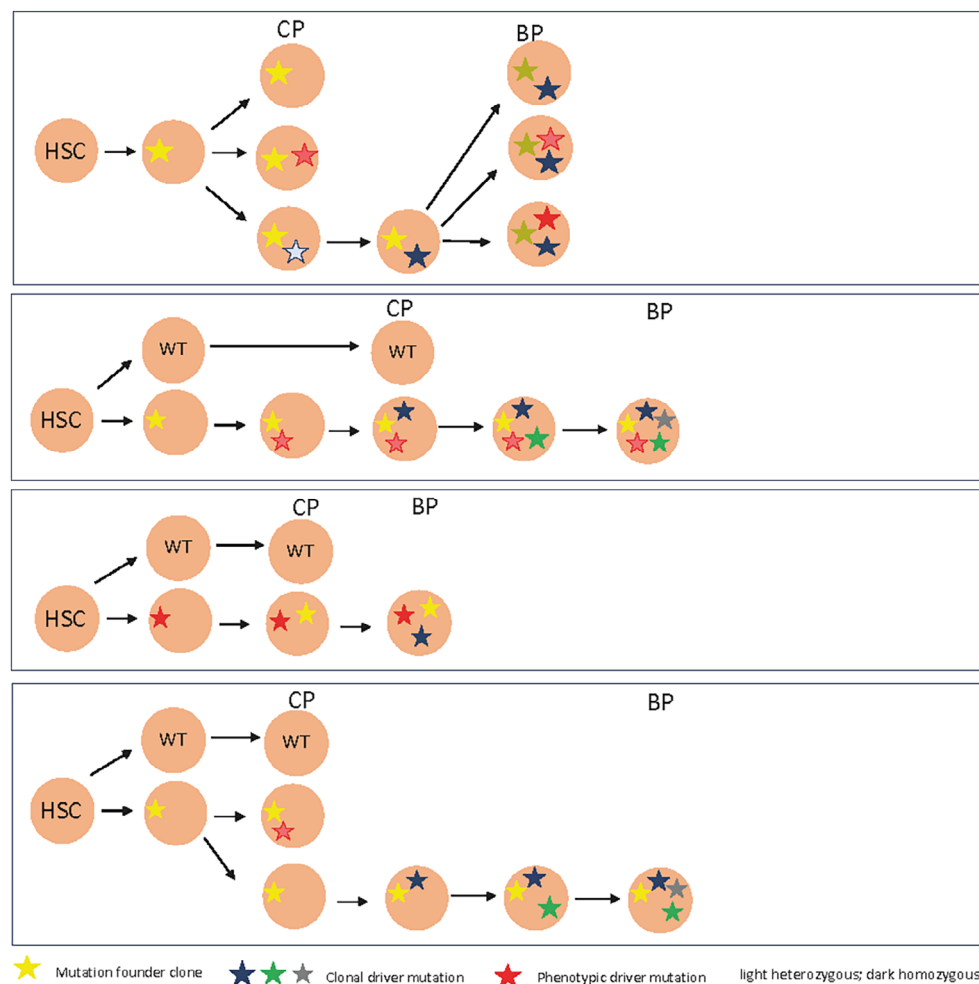 CP BP
HSC
CP BP
WT WT
HSC
CP BP
WT WT
HSC
CP BP
WT WT
HSC
Mutation founder clone Clonal driver mutation Phenotypic driver mutation light heterozygous; dark homozygous